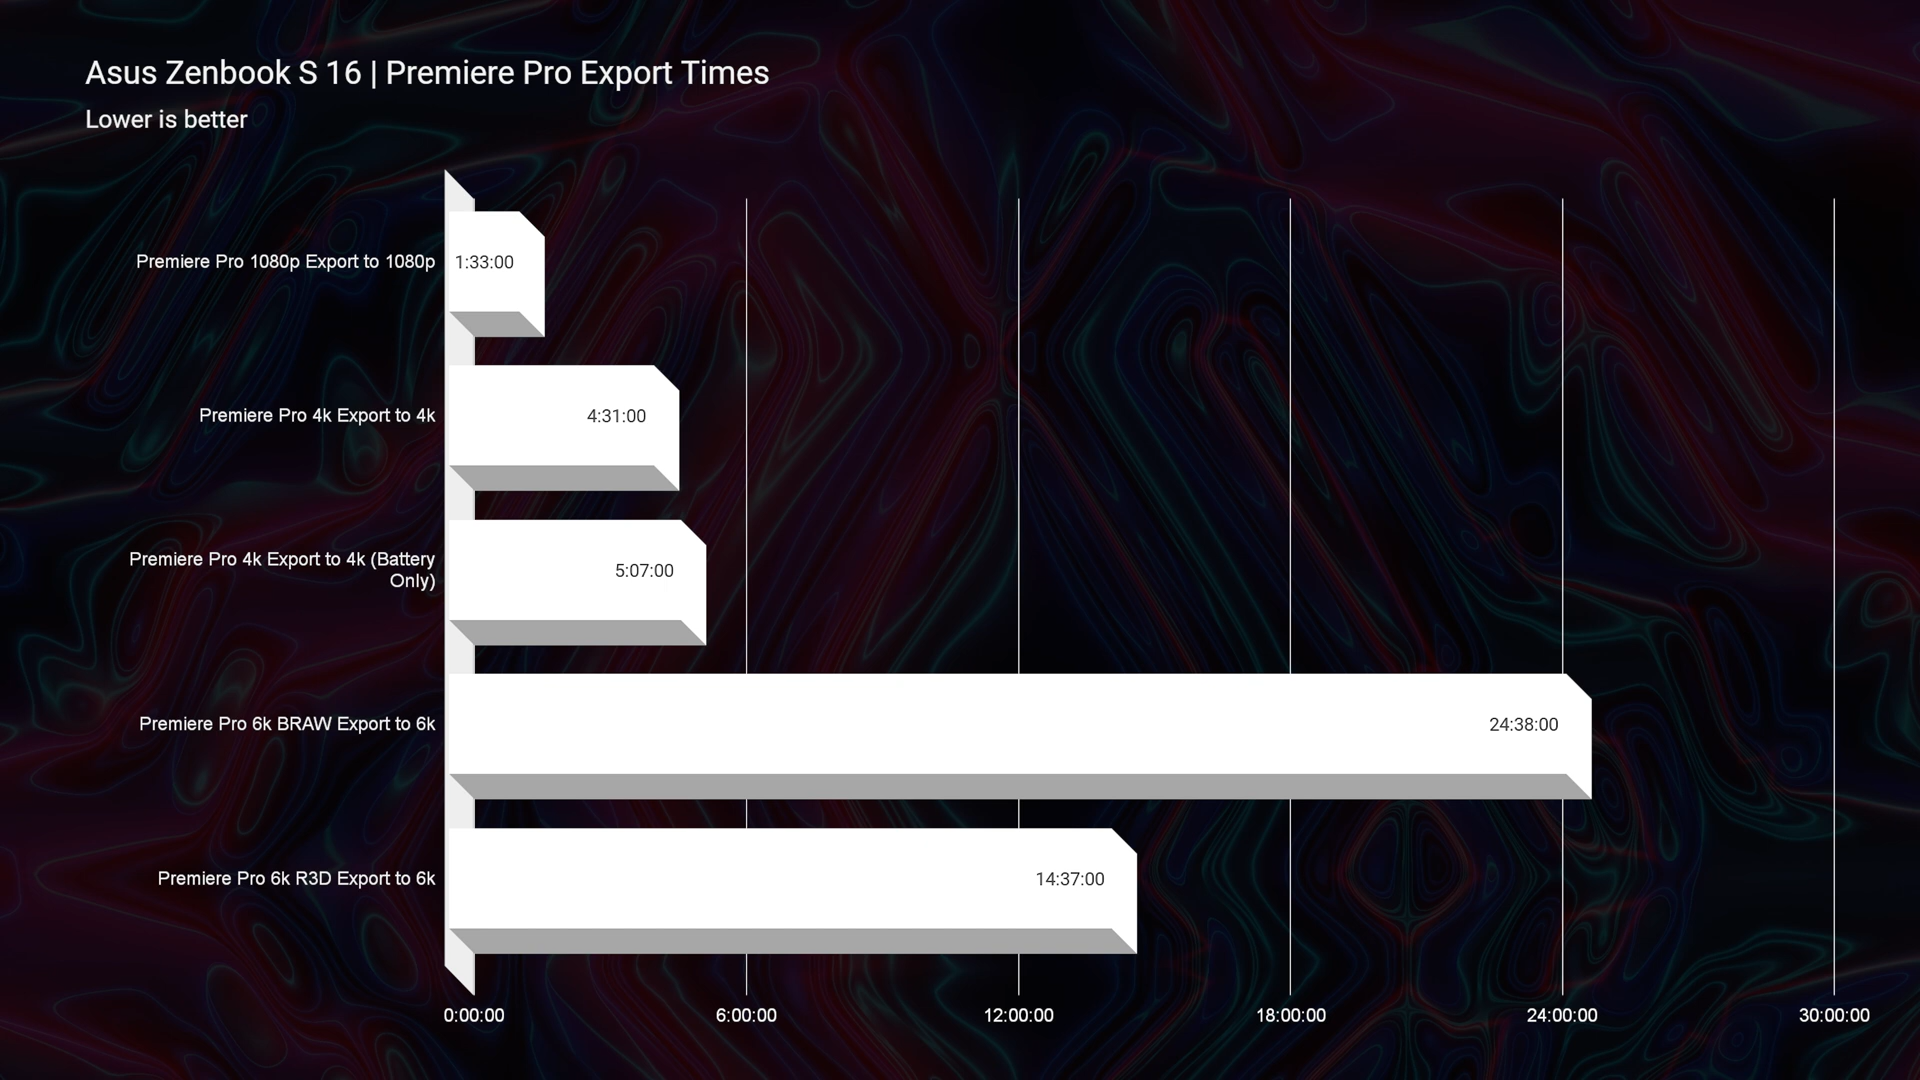 Asus Zenbook S 16 | Premiere Pro Export Times
Lower is better
Premiere Pro 1080p Export to 1080p
1:33:00
Premiere Pro 4k Export to 4k
4:31:00
Premiere Pro 4k Export to 4k (Battery
Only)
5:07:00
Premiere Pro 6k BRAW Export to 6k
24:38:00
Premiere Pro 6k R3D Export to 6k
14:37:00
0:00:00
6:00:00
12:00:00
18:00:00
24:00:00
30:00:00